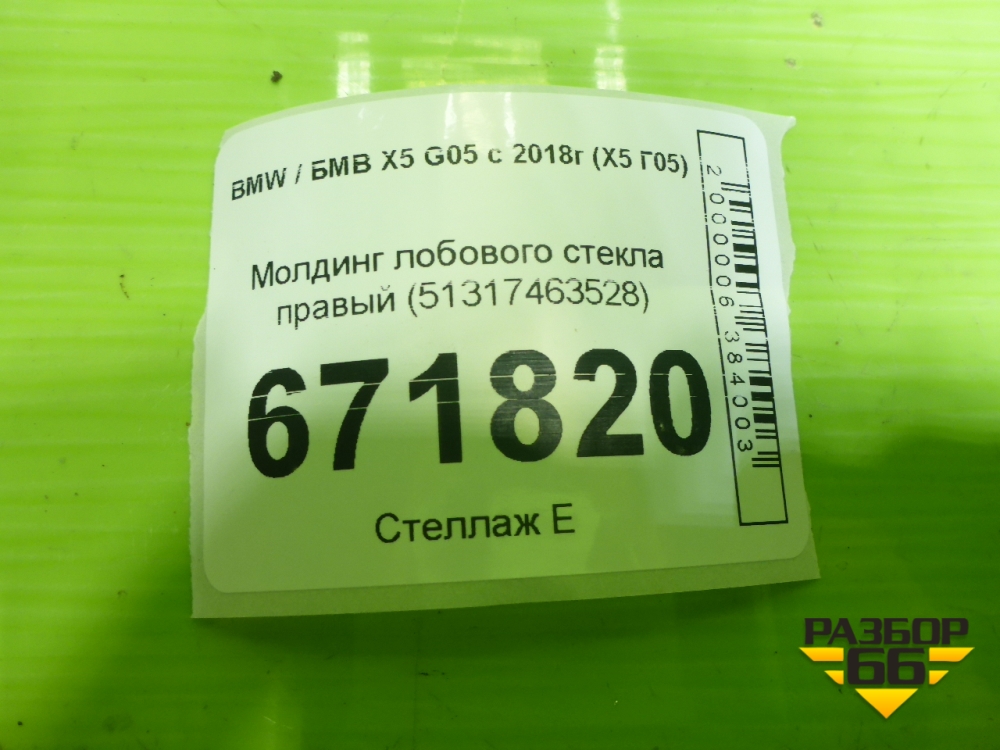 BMW / БМВ X5 G05 с 2018г (X5 Г05)
Молдинг лобового стекла
правый (51317463528)
671820
Стеллаж Е
2000006384003
РАЗБОР
66